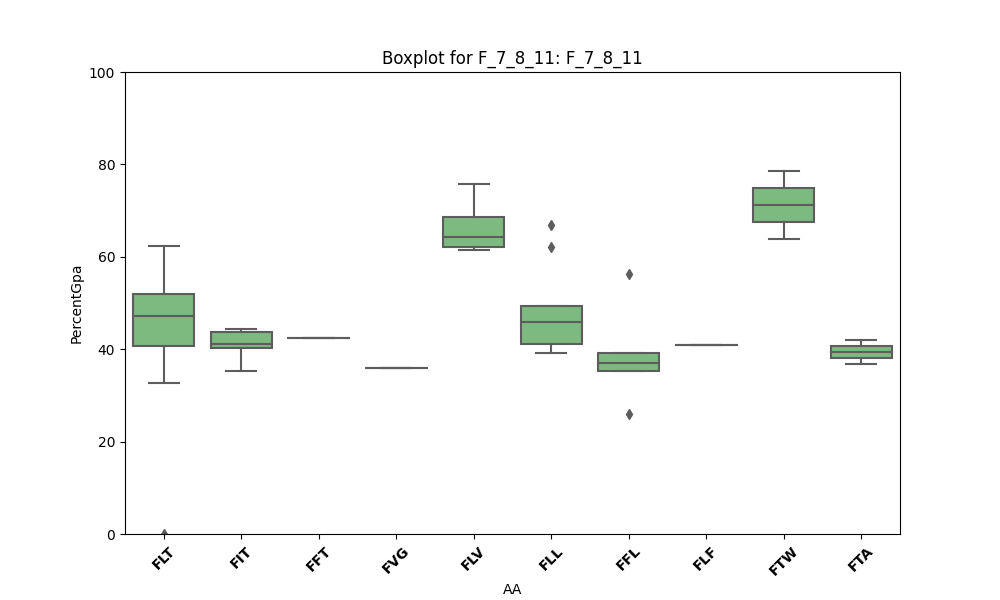 Boxplot for F_7_8_11: F_7_8_11
PercentGpa
100
80
60
40
20
0
FLT
FIT
FFT
FVG
FLV
FLL
FFL
FLF
FTW
FTA
AA